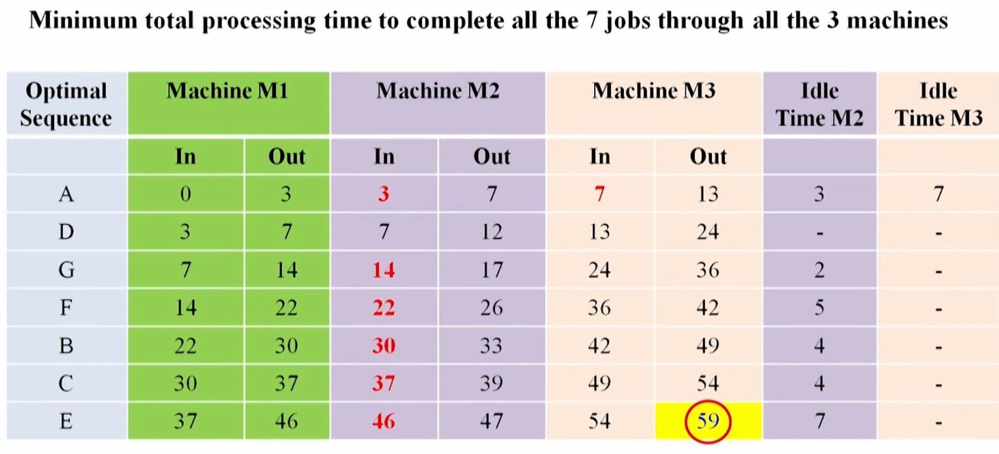 Minimum total processing time to complete all the 7 jobs through all the 3 machines
Optimal Sequence Machine M1 Machine M2 Machine M3 Idle Time M2 Idle Time M3
In Out In Out In Out
A 0 3 3 7 7 13 3 7
D 3 7 7 12 13 24 - -
G 7 14 14 17 24 36 2 -
F 14 22 22 26 36 42 5 -
B 22 30 30 33 42 49 4 -
C 30 37 37 39 49 54 4 -
E 37 46 46 47 54 59 7 -